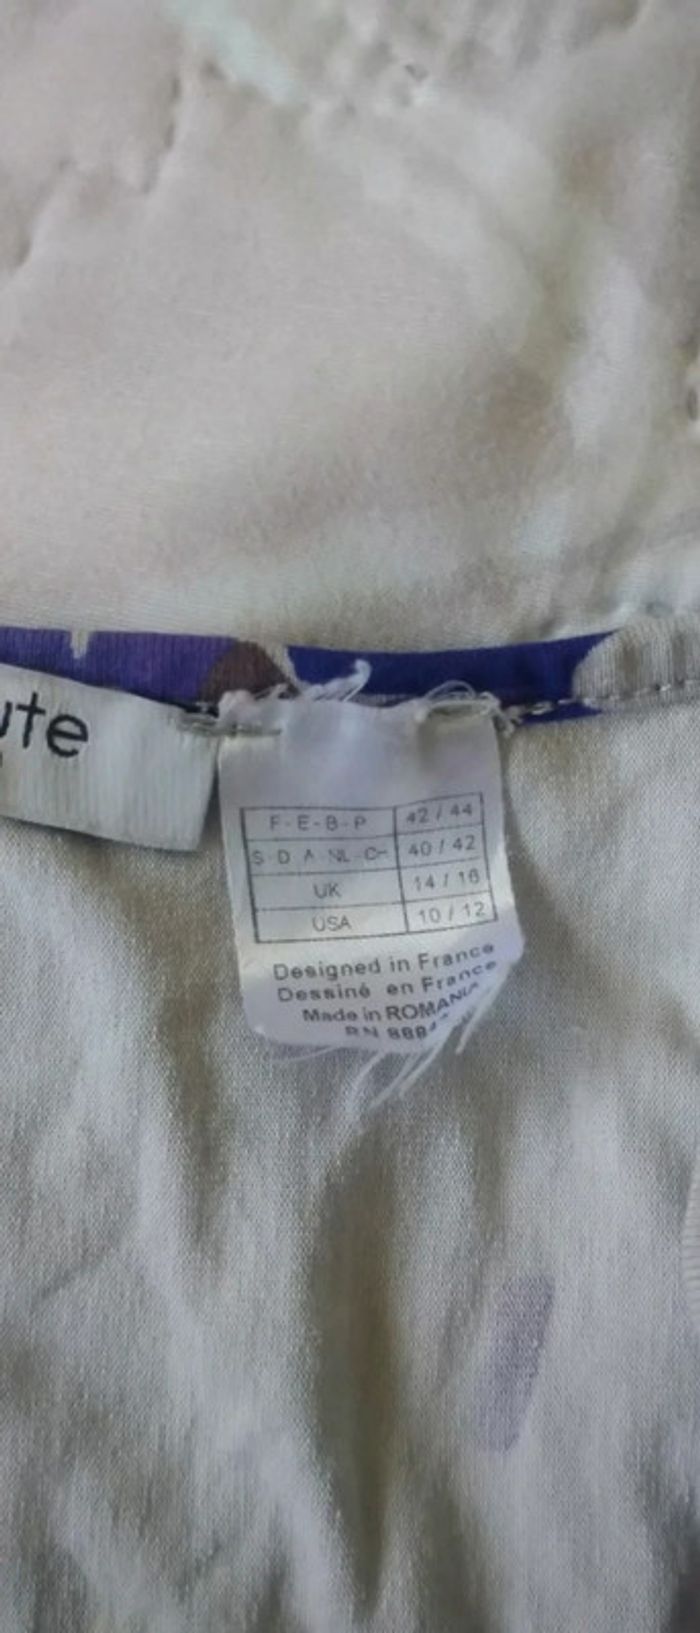 ute
F-E-B-P 42 / 44
S-D-A-NL-CH 40 / 42
UK 14 / 16
USA 10 / 12
Designed in France
Dessiné en France
Made in ROMANIA
RN